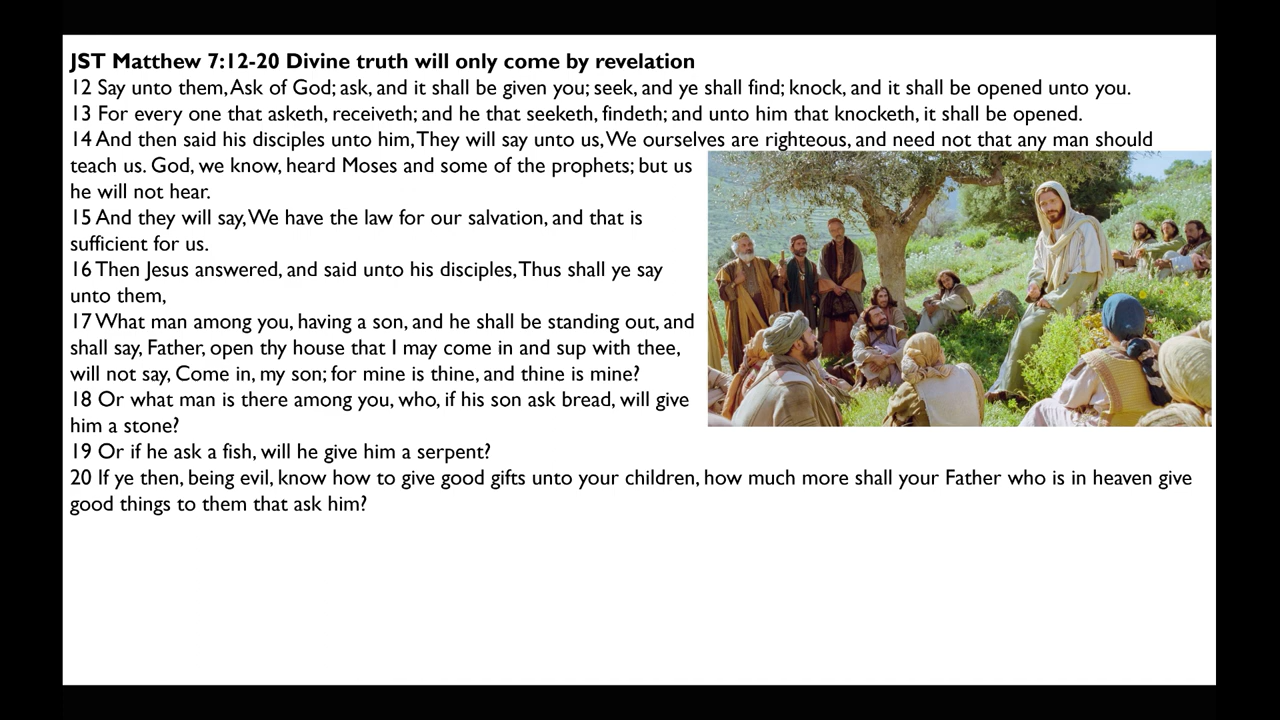 JST Matthew 7:12-20 Divine truth will only come by revelation
12 Say unto them, Ask of God; ask, and it shall be given you; seek, and ye shall find; knock, and it shall be opened unto you.
13 For every one that asketh, receiveth; and he that seeketh, findeth; and unto him that knocketh, it shall be opened.
14 And then said his disciples unto him, They will say unto us, We ourselves are righteous, and need not that any man should
teach us. God, we know, heard Moses and some of the prophets; but us
he will not hear.
15 And they will say, We have the law for our salvation, and that is
sufficient for us.
16 Then Jesus answered, and said unto his disciples, Thus shall ye say
unto them,
17 What man among you, having a son, and he shall be standing out, and
shall say, Father, open thy house that I may come in and sup with thee,
will not say, Come in, my son; for mine is thine, and thine is mine?
18 Or what man is there among you, who, if his son ask bread, will give
him a stone?
19 Or if he ask a fish, will he give him a serpent?
20 If ye then, being evil, know how to give good gifts unto your children, how much more shall your Father who is in heaven give
good things to them that ask him?